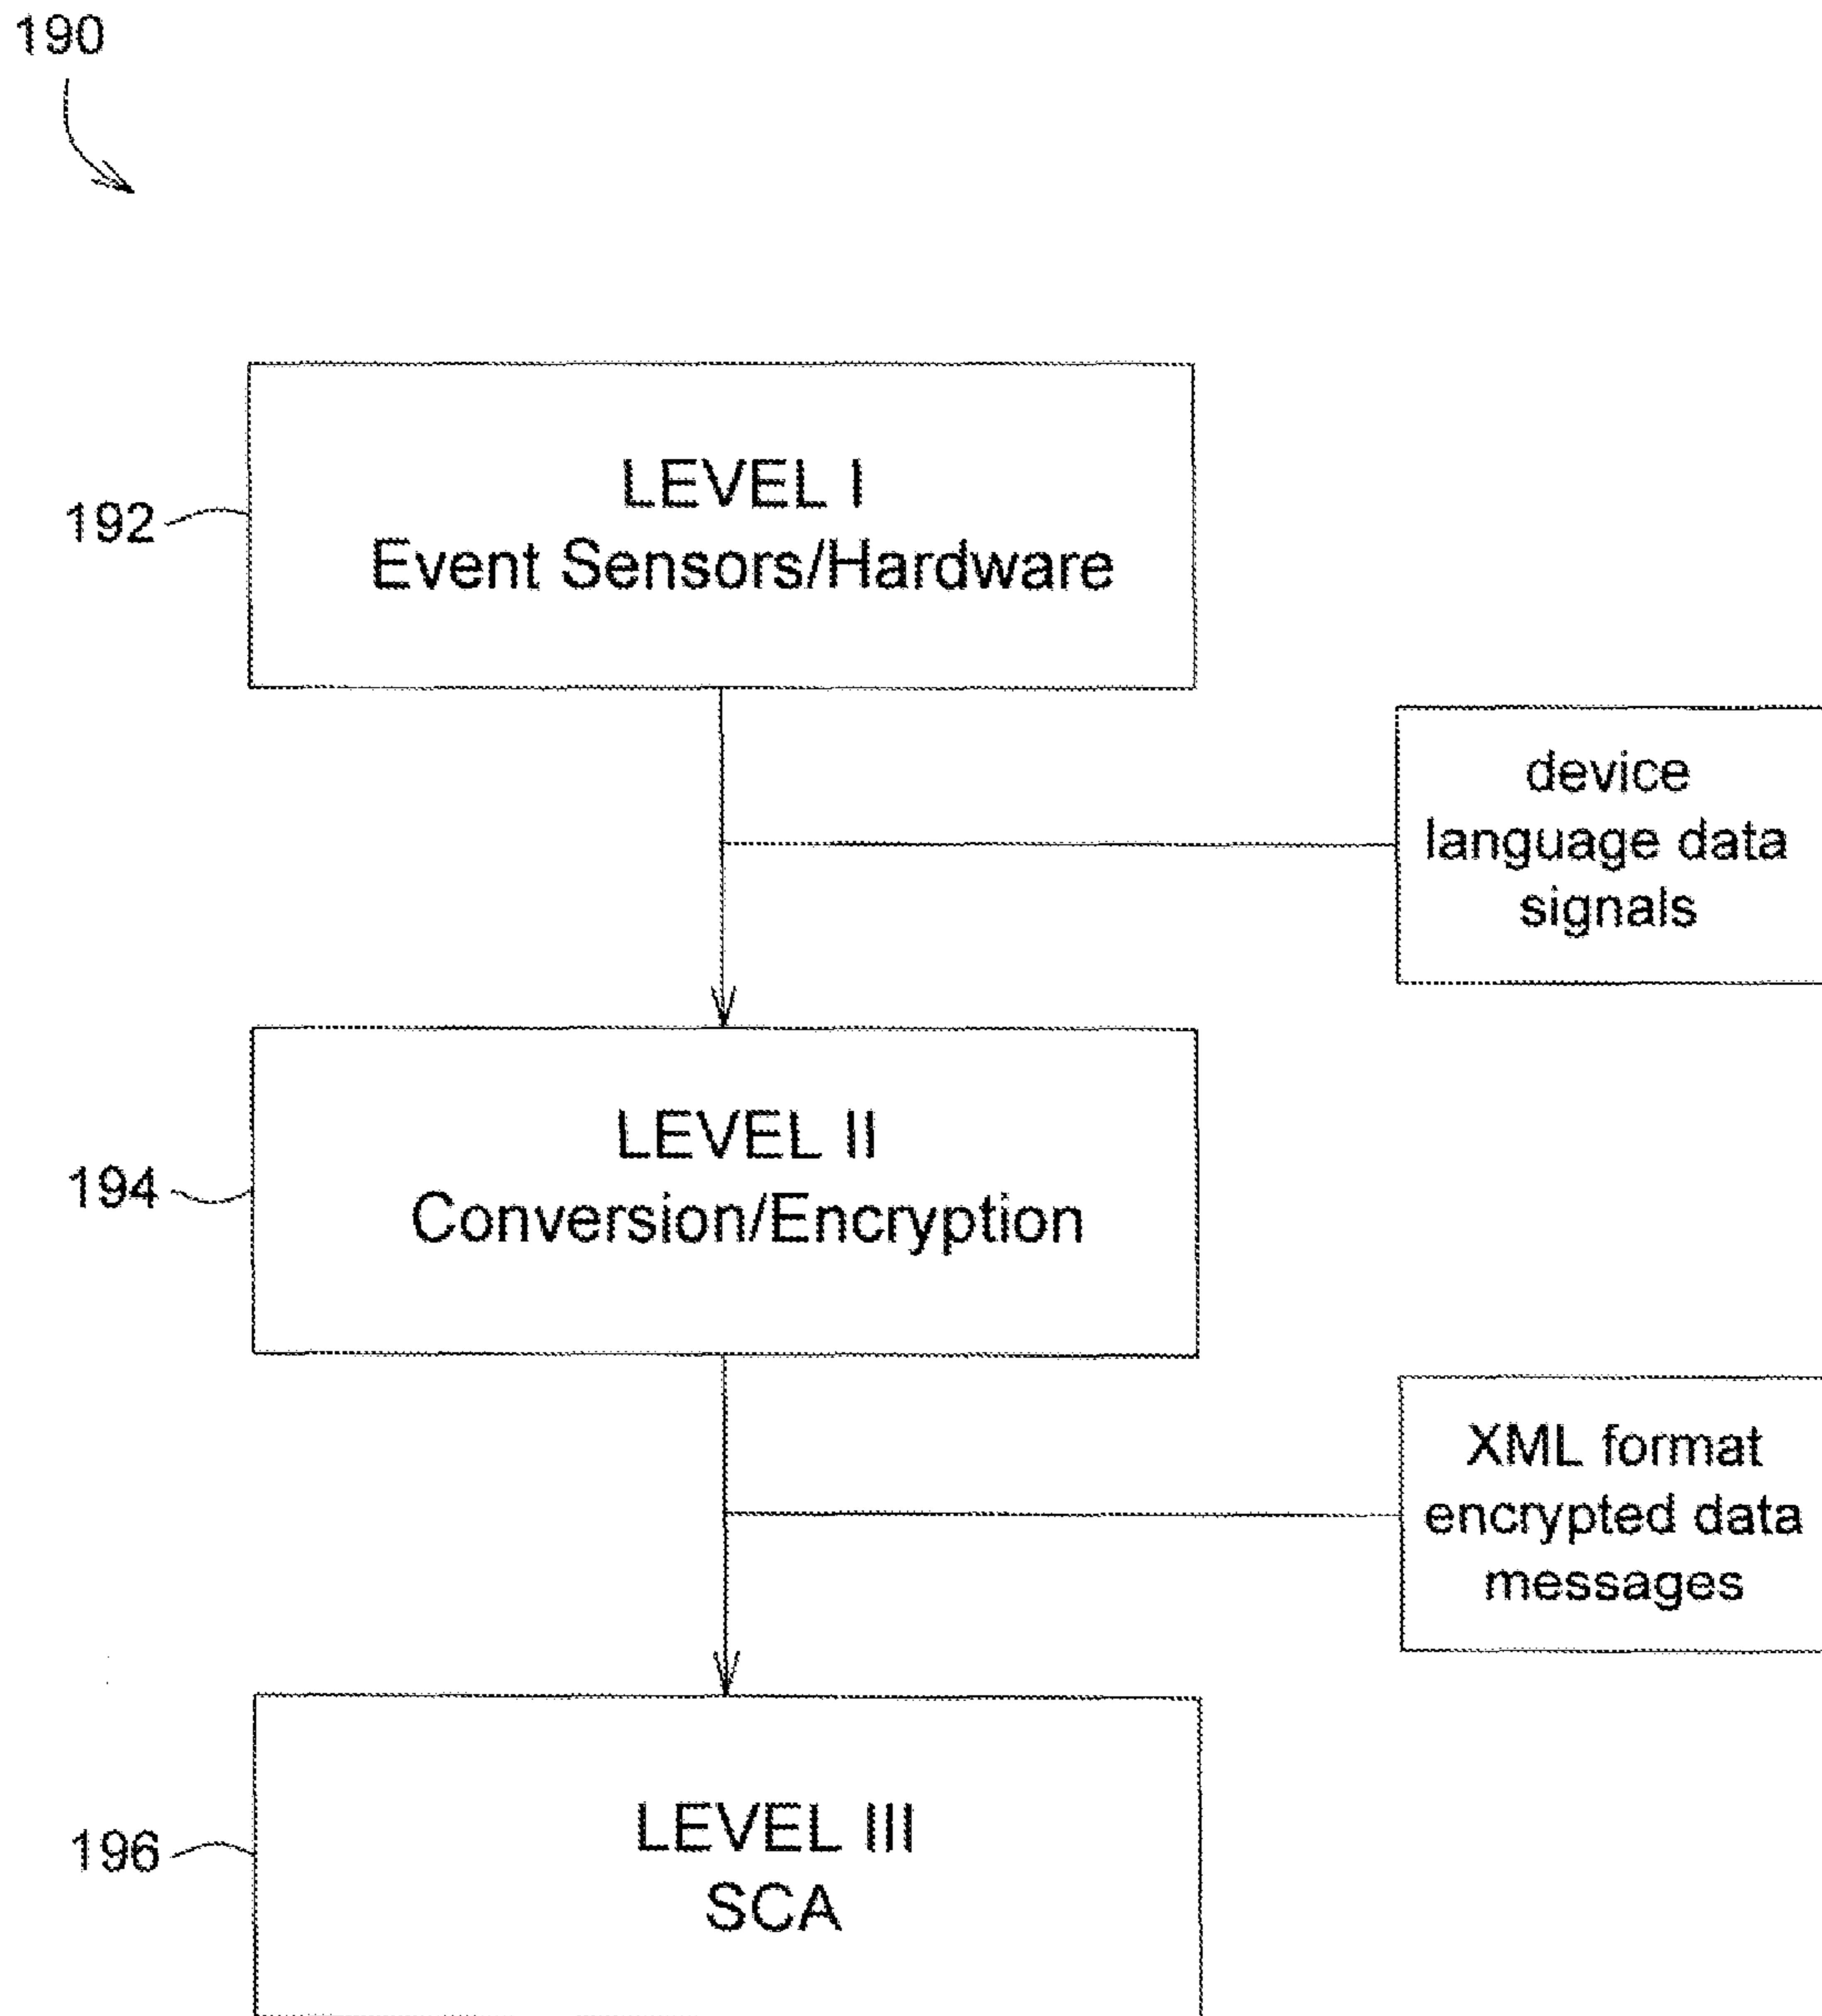 190
192
LEVEL I
Event Sensors/Hardware
device
language data
signals
194
LEVEL II
Conversion/Encryption
XML format
encrypted data
messages
196
LEVEL III
SCA